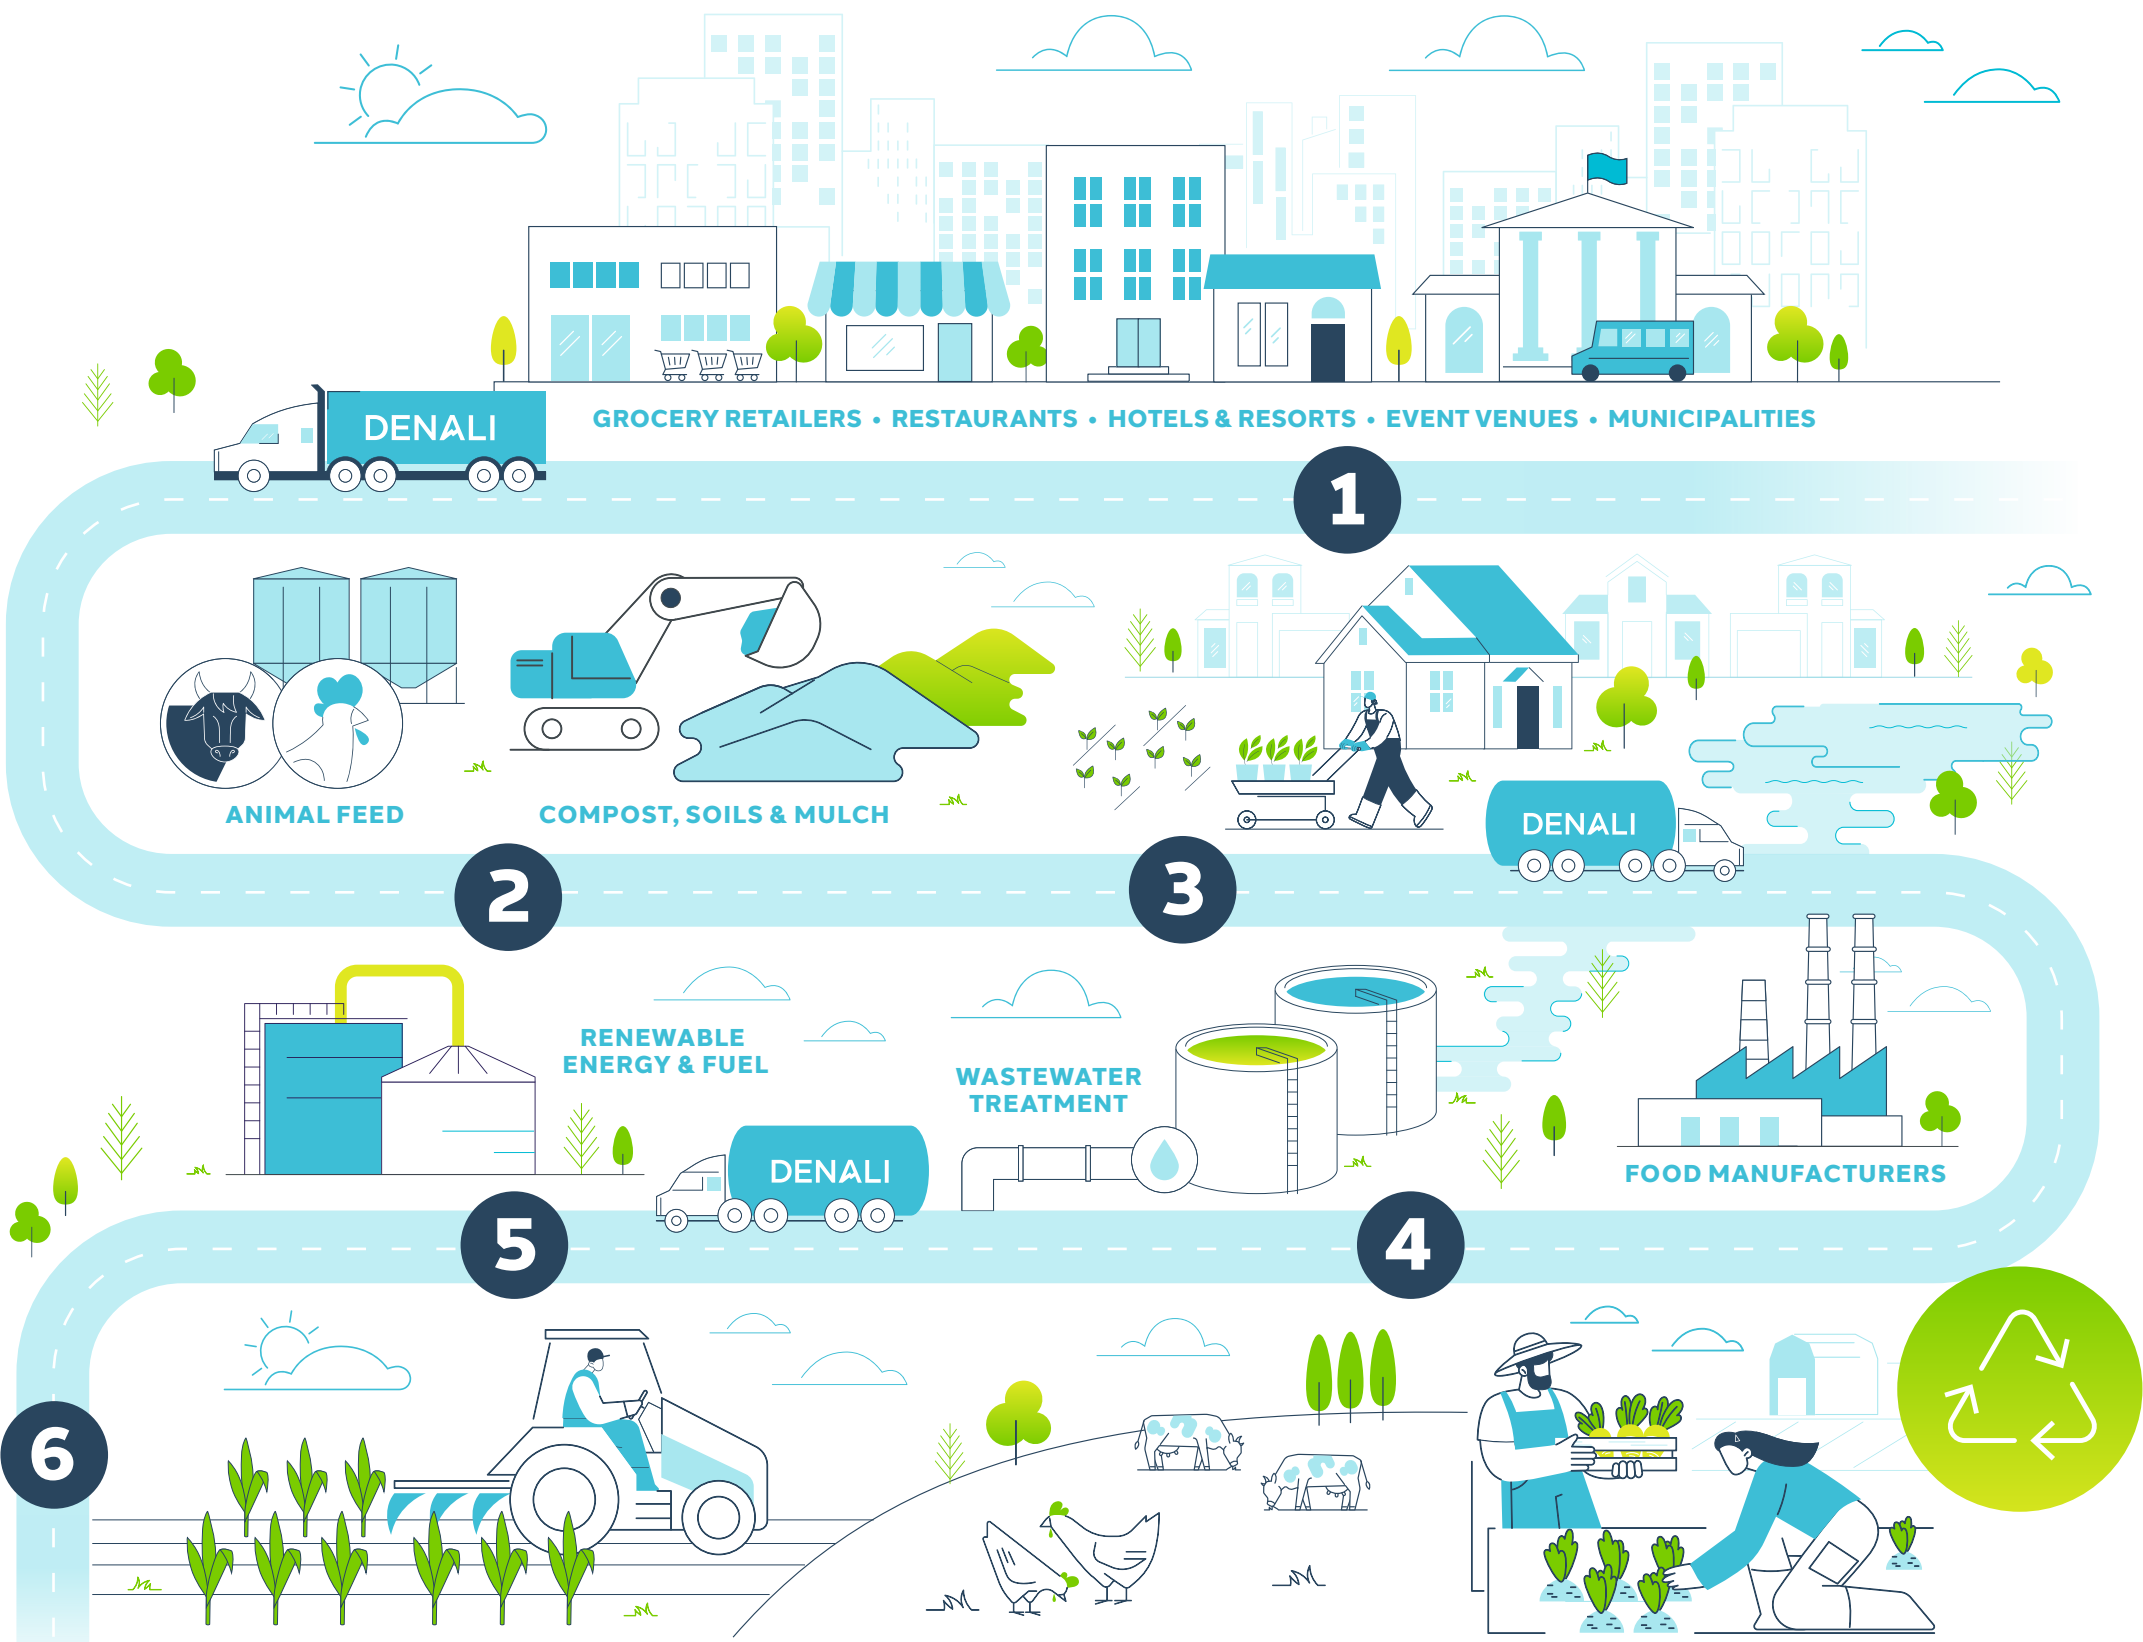 GROCERY RETAILERS • RESTAURANTS • HOTELS & RESORTS • EVENT VENUES • MUNICIPALITIES
DENALI
1
ANIMAL FEED
COMPOST, SOILS & MULCH
DENALI
2
3
RENEWABLE
ENERGY & FUEL
WASTEWATER
TREATMENT
DENALI
FOOD MANUFACTURERS
5
4
6